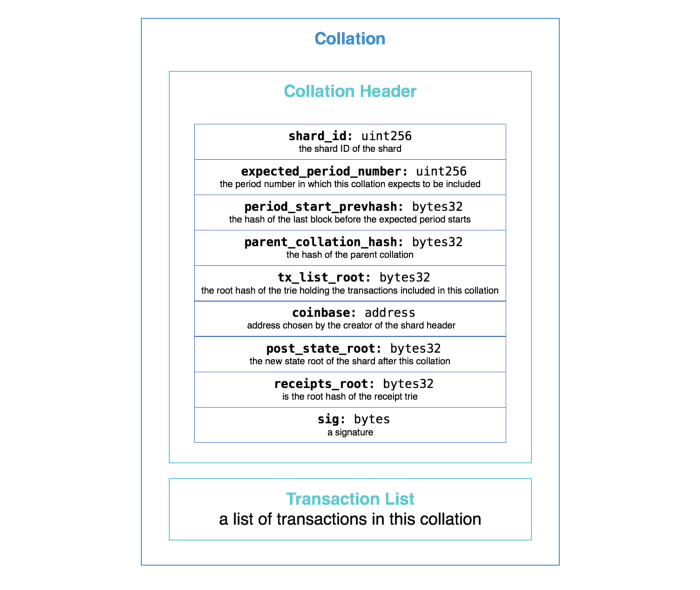 Collation
Collation Header
shard_id: uint256
the shard ID of the shard
expected_period_number: uint256
the period number in which this collation expects to be included
period_start_prevhash: bytes32
the hash of the last block before the expected period starts
parent_collation_hash: bytes32
the hash of the parent collation
tx_list_root: bytes32
the root hash of the trie holding the transactions included in this collation
coinbase: address
address chosen by the creator of the shard header
post_state_root: bytes32
the new state root of the shard after this collation
receipts_root: bytes32
is the root hash of the receipt trie
sig: bytes
a signature
Transaction List
a list of transactions in this collation